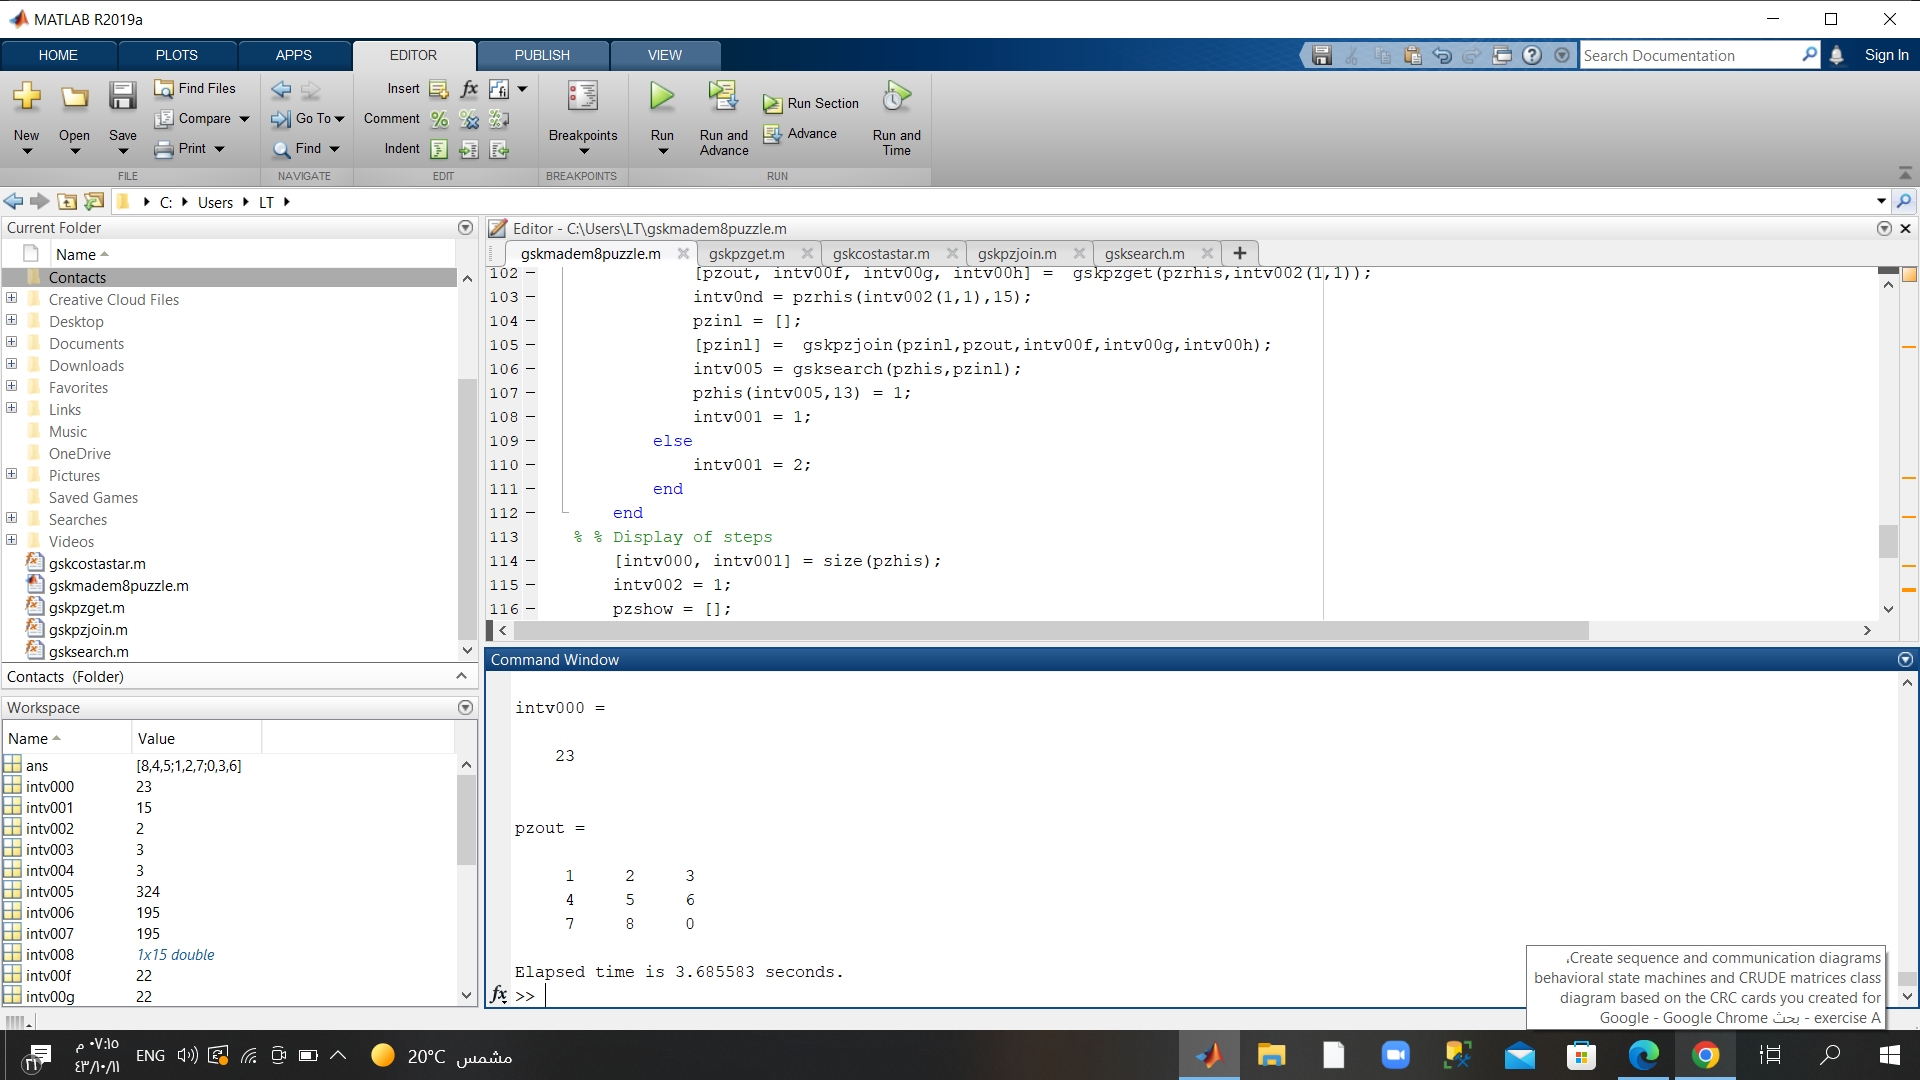 MATLAB R2019a
HOME PLOTS APPS EDITOR PUBLISH VIEW
Search Documentation
Sign In
New Open Save
Find Files
Compare
Print
FILE
Go To
Find
NAVIGATE
Insert fx fi
Comment
Indent
EDIT
Breakpoints
BREAKPOINTS
Run
Run and Advance
Run Section
Advance
Run and Time
RUN
C: Users LT
Current Folder
Name
Contacts
Creative Cloud Files
Desktop
Documents
Downloads
Favorites
Links
Music
OneDrive
Pictures
Saved Games
Searches
Videos
gskcostastar.m
gskmadem8puzzle.m
gskpzget.m
gskpzjoin.m
gsksearch.m
Contacts (Folder)
Workspace
Name Value
ans [8,4,5;1,2,7;0,3,6]
intv000 23
intv001 15
intv002 2
intv003 3
intv004 3
intv005 324
intv006 195
intv007 195
intv008 1x15 double
intv00f 22
intv00g 22
Editor - C:\Users\LT\gskmadem8puzzle.m
gskmadem8puzzle.m gskpzget.m gskcostastar.m gskpzjoin.m gsksearch.m
102 – [pzout, intv00f, intv00g, intv00h] = gskpzget(pzrhis,intv002(1,1));
103 – intv0nd = pzrhis(intv002(1,1),15);
104 – pzinl = [];
105 – [pzinl] = gskpzjoin(pzinl,pzout,intv00f,intv00g,intv00h);
106 – intv005 = gsksearch(pzhis,pzinl);
107 – pzhis(intv005,13) = 1;
108 – intv001 = 1;
109 – else
110 – intv001 = 2;
111 – end
112 – end
113 % % Display of steps
114 – [intv000, intv001] = size(pzhis);
115 – intv002 = 1;
116 – pzshow = [];
Command Window
intv000 =
23
pzout =
1 2 3
4 5 6
7 8 0
Elapsed time is 3.685583 seconds.
fx >>
Create sequence and communication diagrams،
behavioral state machines and CRUDE matrices class
diagram based on the CRC cards you created for
exercise A - بحث Google - Google Chrome
٠٧:١٥ م
٤٣/١٠/١١
٢٦
ENG
20°C مشمس